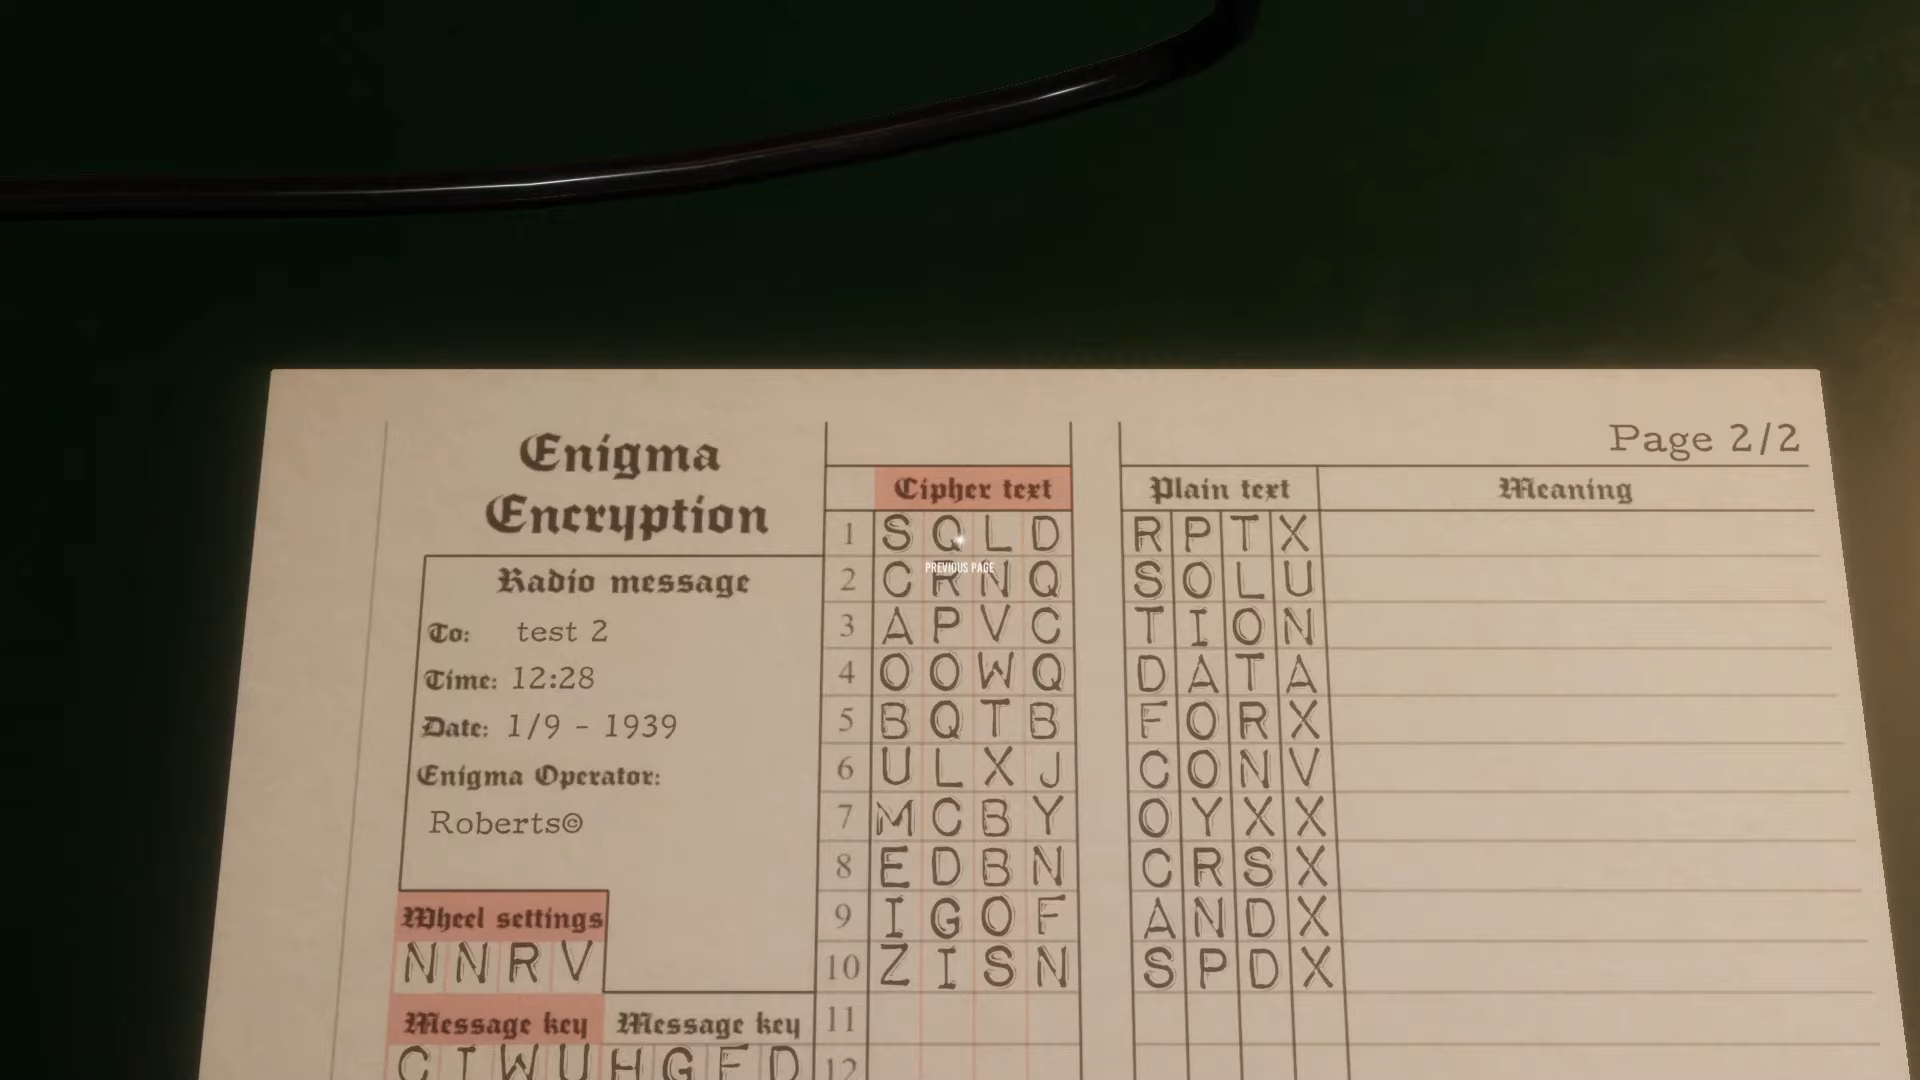 Page 2/2
Enigma
Encryption
Radio message
To: test 2
Time: 12:28
Date: 1/9 - 1939
Enigma Operator:
Roberts©
Wheel settings
N N R V
Message key Message key
C I W U H G F D
Cipher text Plain text Meaning
1 S Q L D R P T X
PREVIOUS PAGE
2 C R N Q S O L U
3 A P V C T I O N
4 O O W Q D A T A
5 B Q T B F O R X
6 U L X J C O N V
7 M C B Y O Y X X
8 E D B N C R S X
9 I G O F A N D X
10 Z I S N S P D X
11
12